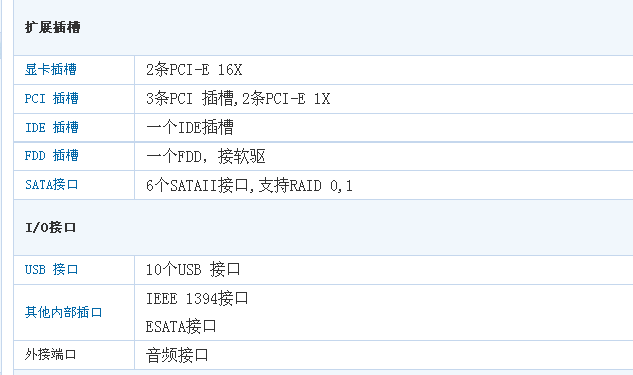 扩展插槽
显卡插槽 2条PCI-E 16X
PCI 插槽 3条PCI 插槽,2条PCI-E 1X
IDE 插槽 一个IDE插槽
FDD 插槽 一个FDD，接软驱
SATA接口 6个SATAII接口,支持RAID 0,1
I/O接口
USB 接口 10个USB 接口
其他内部插口 IEEE 1394接口
ESATA接口
外接端口 音频接口